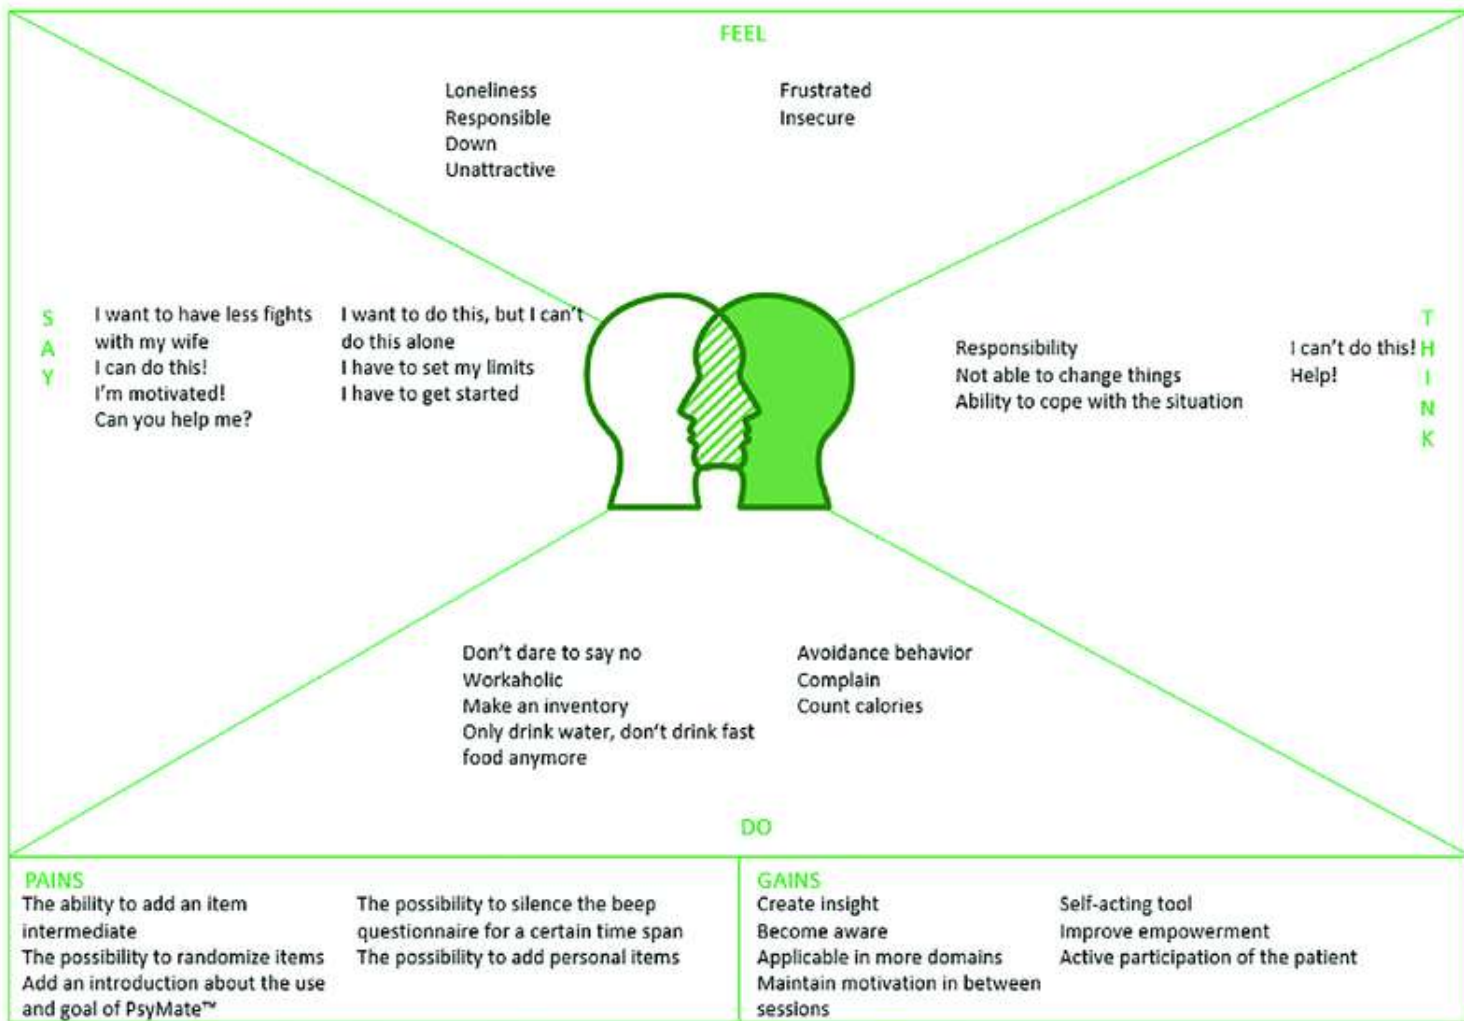 FEEL
Loneliness
Responsible
Down
Unattractive
Frustrated
Insecure
SAY
I want to have less fights
with my wife
I can do this!
I'm motivated!
Can you help me?
I want to do this, but I can't
do this alone
I have to set my limits
I have to get started
Responsibility
Not able to change things
Ability to cope with the situation
I can't do this!
Help!
THINK
Don't dare to say no
Workaholic
Make an inventory
Only drink water, don't drink fast
food anymore
Avoidance behavior
Complain
Count calories
DO
PAINS
The ability to add an item
intermediate
The possibility to randomize items
Add an introduction about the use
and goal of PsyMate™
The possibility to silence the beep
questionnaire for a certain time span
The possibility to add personal items
GAINS
Create insight
Become aware
Applicable in more domains
Maintain motivation in between
sessions
Self-acting tool
Improve empowerment
Active participation of the patient